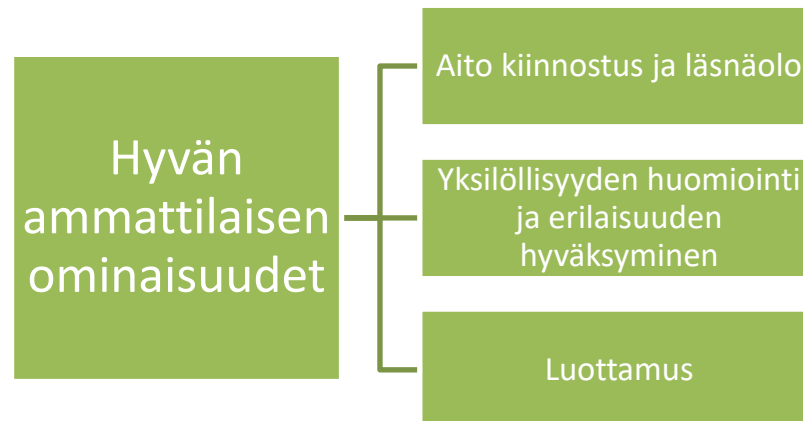 Hyvän
ammattilaisen
ominaisuudet
Aito kiinnostus ja läsnäolo
Yksilöllisyyden huomiointi
ja erilaisuuden
hyväksyminen
Luottamus